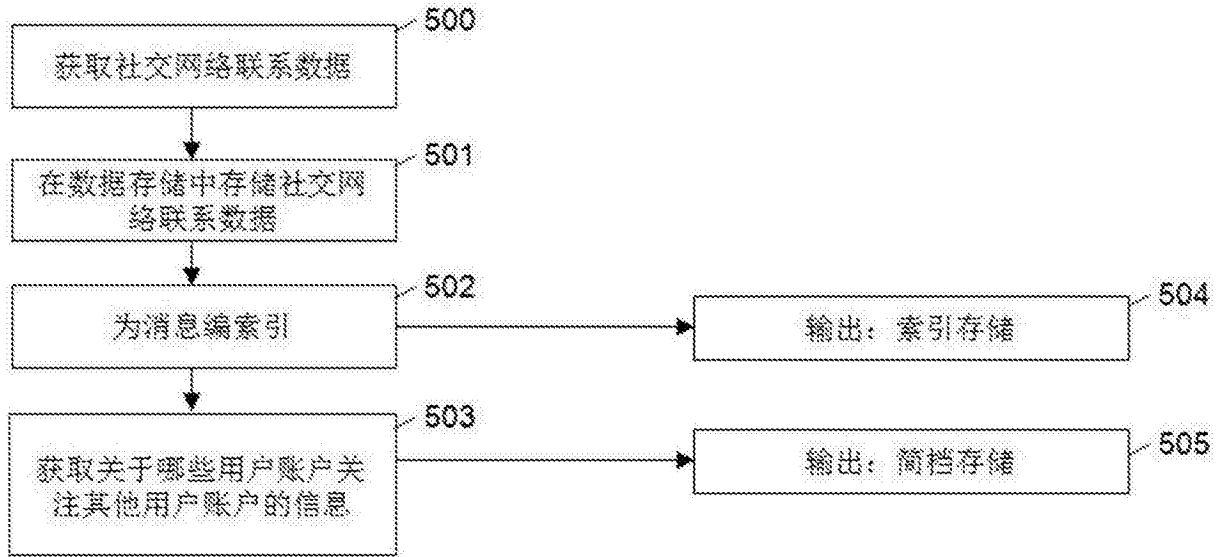 500
获取社交网络联系数据
501
在数据存储中存储社交网
络联系数据
502
为消息编索引
504
输出：索引存储
503
获取关于哪些用户账户关
注其他用户账户的信息
505
输出：简档存储